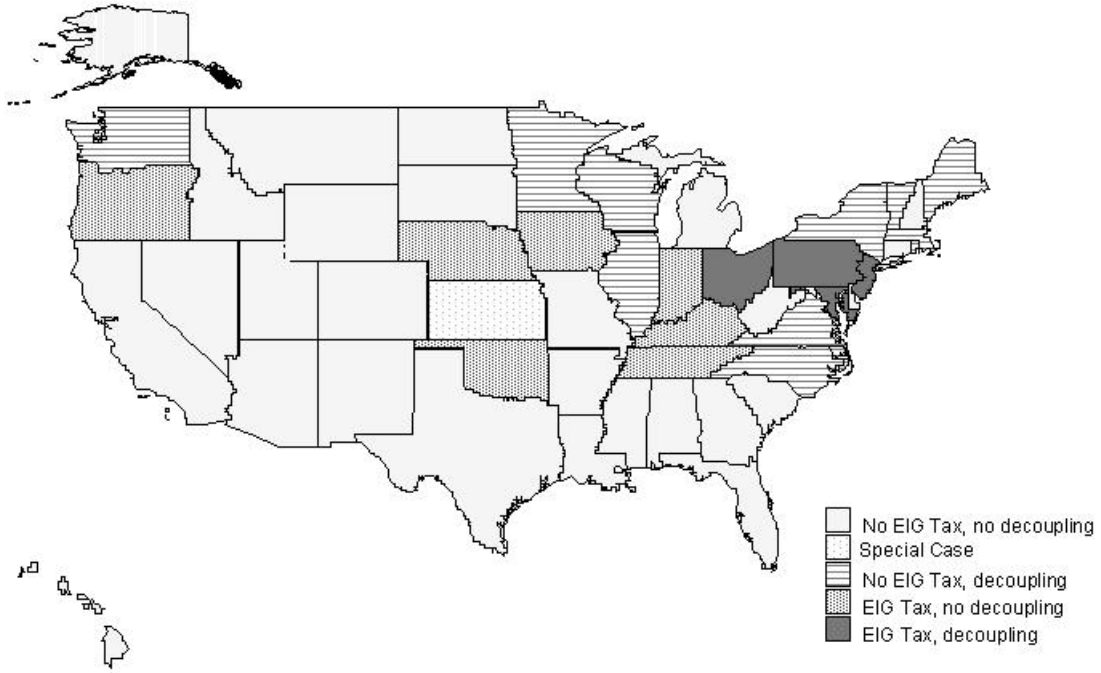 No EIG Tax, no decoupling
Special Case
No EIG Tax, decoupling
EIG Tax, no decoupling
EIG Tax, decoupling